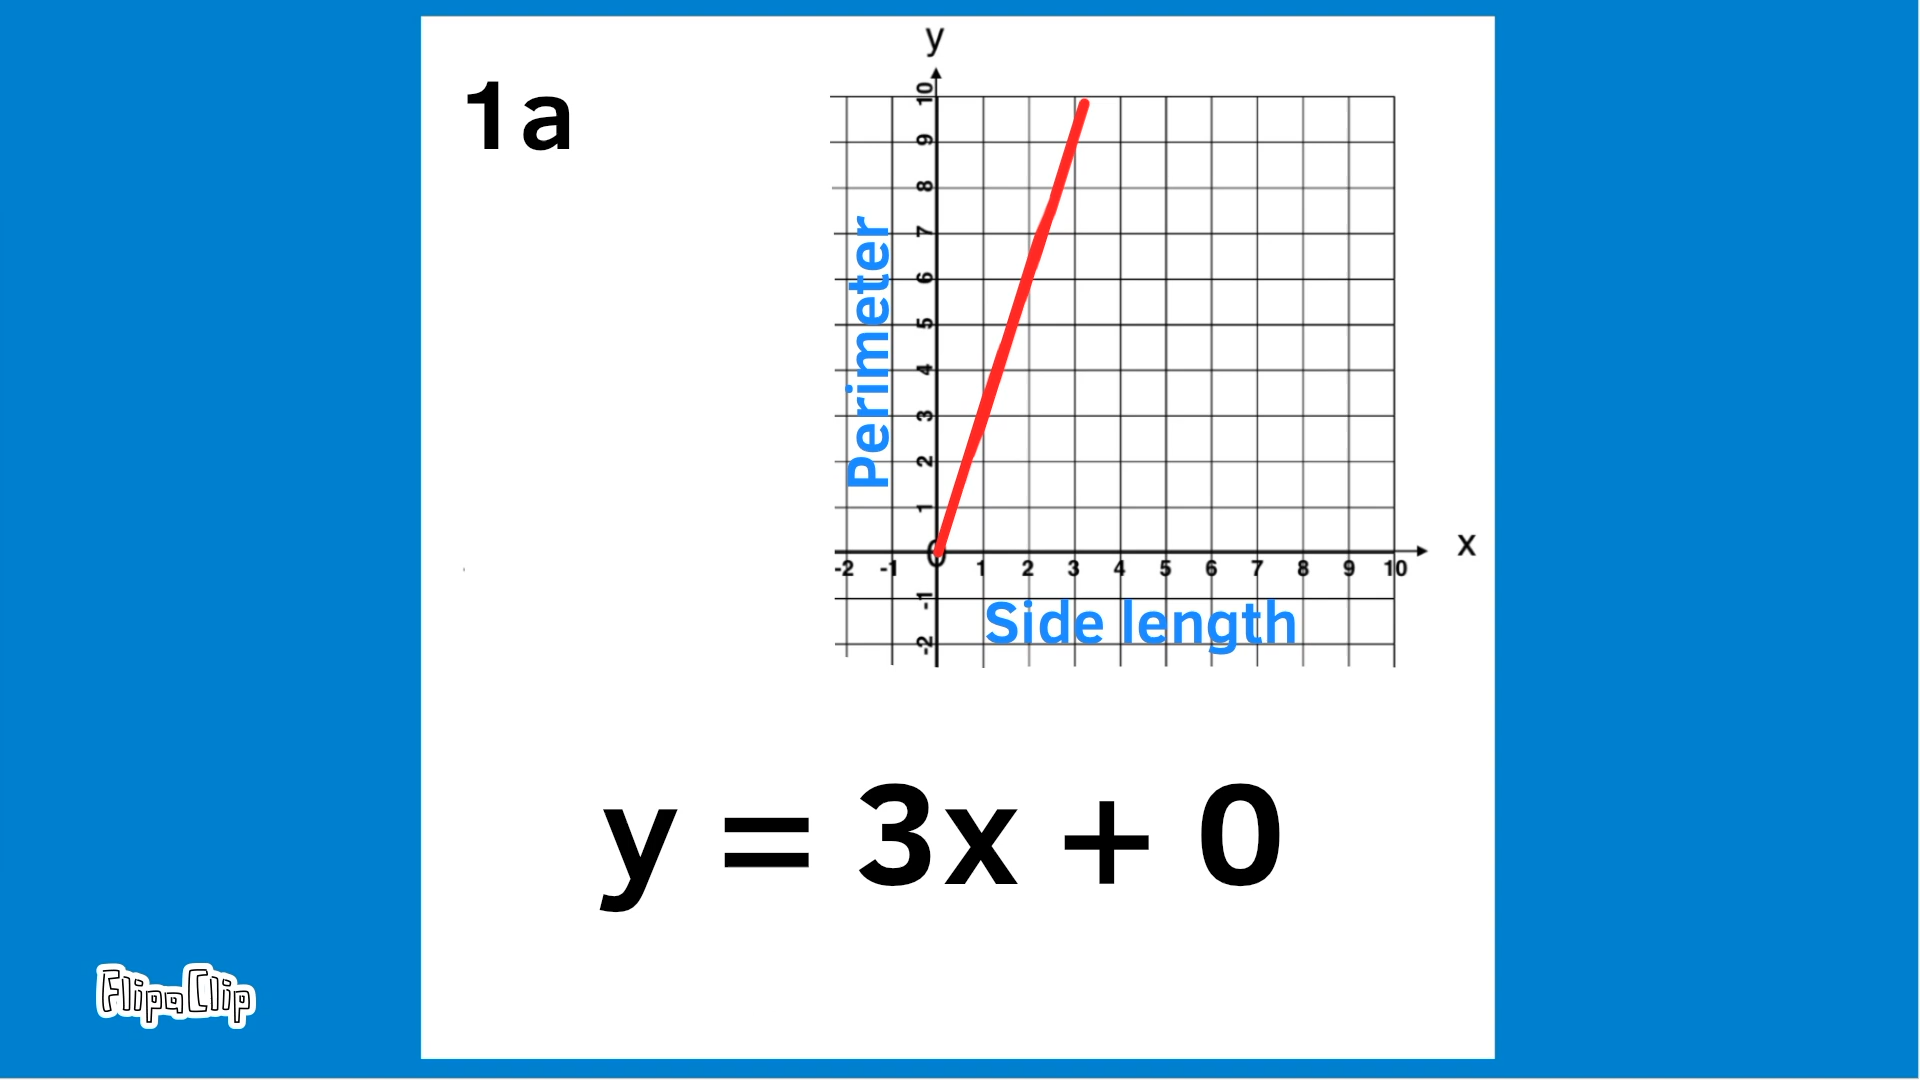 1a
y
10
9
8
7
6
5
4
3
2
1
0
-1
-2
Perimeter
-2 -1 1 2 3 4 5 6 7 8 9 10
x
Side length
y = 3x + 0
FlipaClip